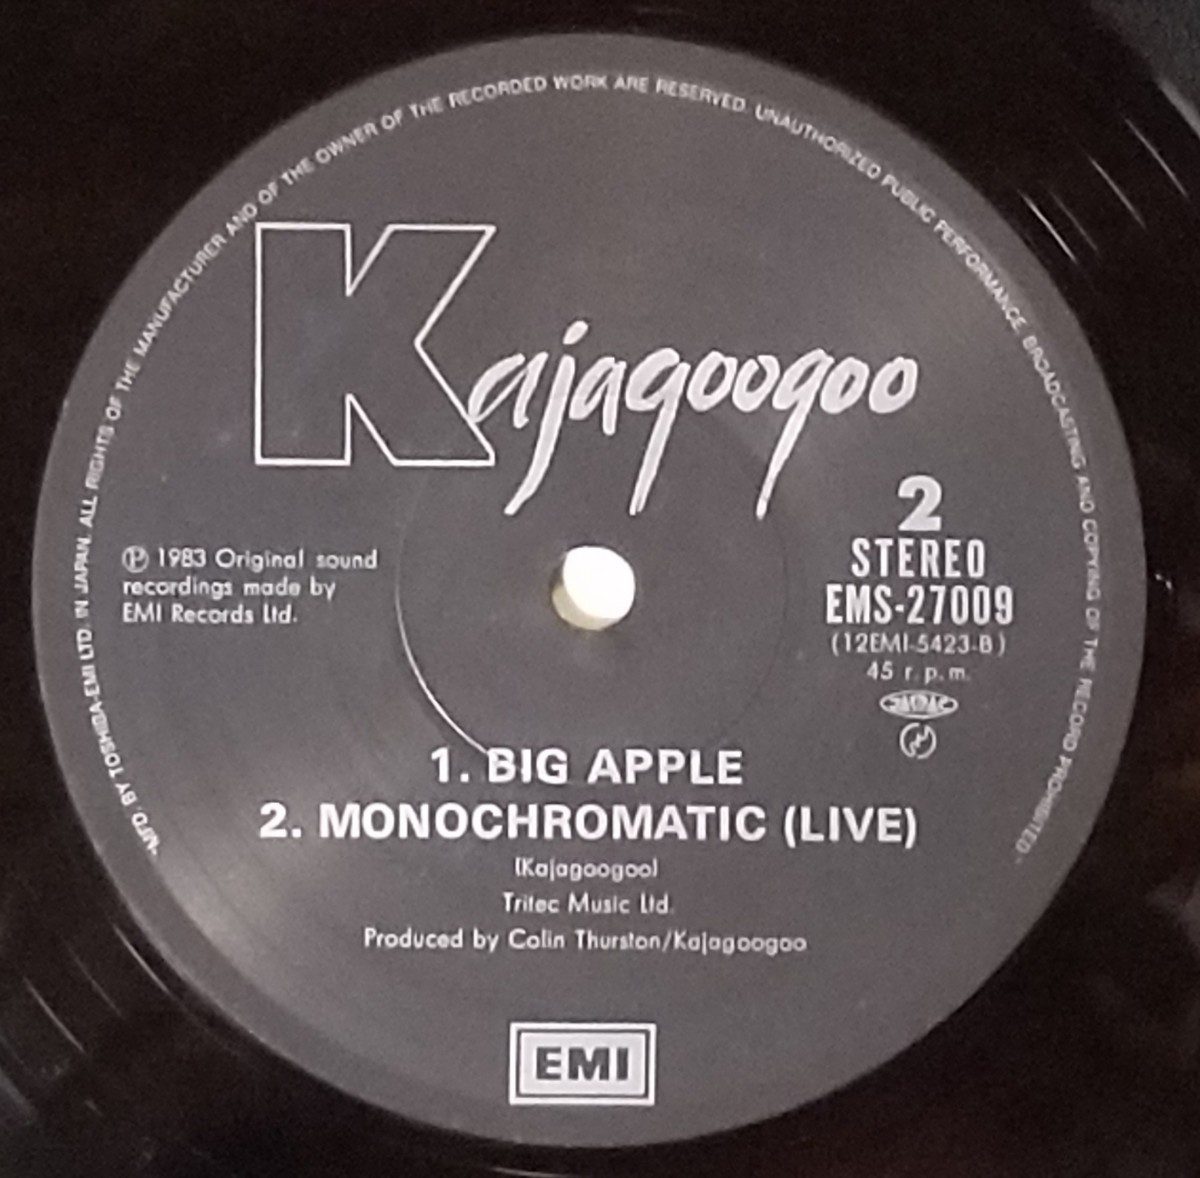 "MFD. BY TOSHIBA-EMI LTD. IN JAPAN. ALL RIGHTS OF THE MANUFACTURER AND OF THE OWNER OF THE RECORDED WORK ARE RESERVED. UNAUTHORIZED PUBLIC PERFORMANCE, BROADCASTING AND COPYING OF THE RECORD PROHIBITED"
Kajagoogoo
2
STEREO
EMS-27009
(12EMI-5423-B)
45 r.p.m.
JASRAC
Ⓟ 1983 Original sound
recordings made by
EMI Records Ltd.
1. BIG APPLE
2. MONOCHROMATIC (LIVE)
(Kajagoogoo)
Tritec Music Ltd.
Produced by Colin Thurston/Kajagoogoo
EMI